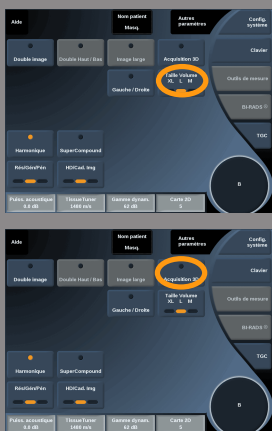 Nom patient
Autres
Config.
Aide
Masq.
paramètres
système
Clavier
Double image
Double Haut / Bas
Image large
Acquisition 3D
Taille Volume
Outils de mesure
XL L M
Gauche / Droite
BI-RADS ®
TGC
Harmonique
SuperCompound
Rés/Gén/Pén
HD/Cad. Img
B
Puiss. acoustique
TissueTuner
Gamme dynam.
Carte 2D
0.0 dB
1480 m/s
62 dB
5
Nom patient
Autres
Config.
Aide
Masq.
paramètres
système
Clavier
Double image
Double Haut / Bas
Image large
Acquisition 3D
Taille Volume
Outils de mesure
XL L M
Gauche / Droite
BI-RADS ®
TGC
Harmonique
SuperCompound
Rés/Gén/Pén
HD/Cad. Img
B
Puiss. acoustique
TissueTuner
Gamme dynam.
Carte 2D
0.0 dB
1480 m/s
62 dB
5